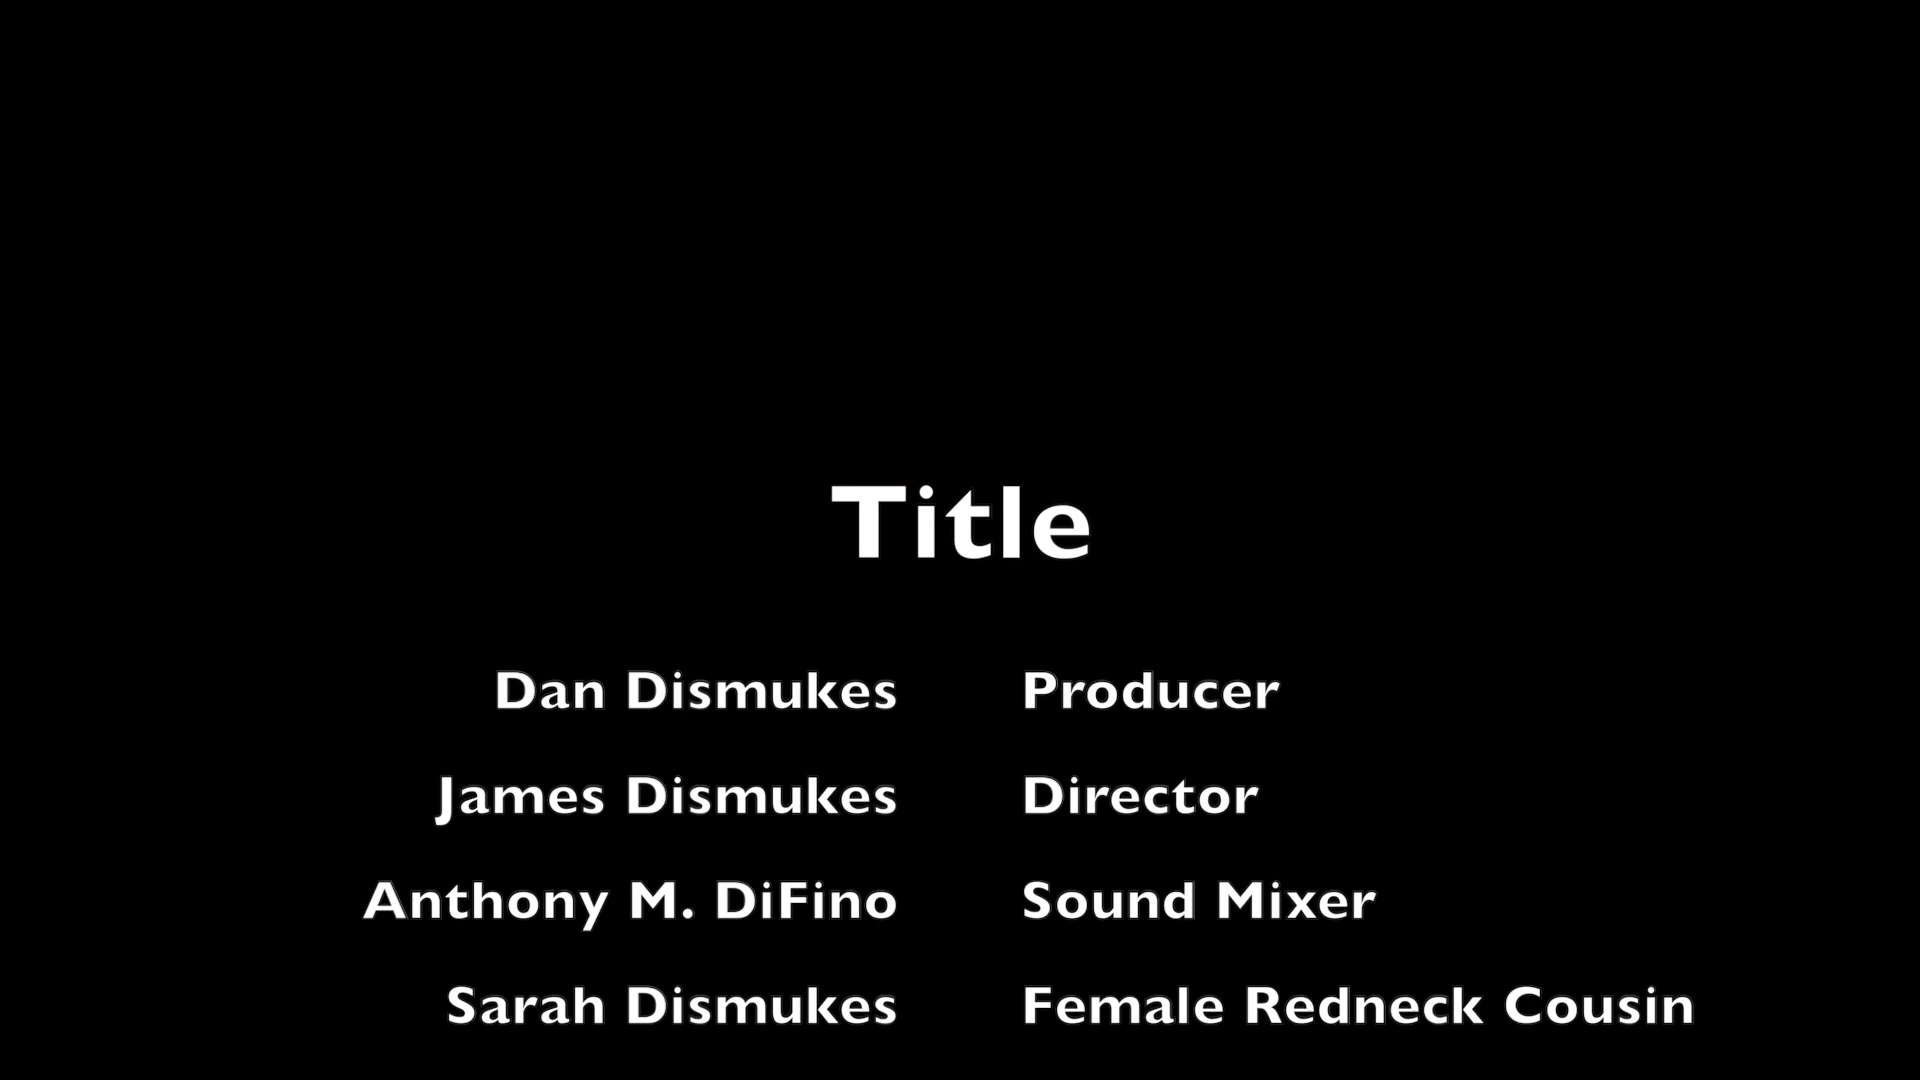 Title
Dan Dismukes Producer
James Dismukes Director
Anthony M. DiFino Sound Mixer
Sarah Dismukes Female Redneck Cousin